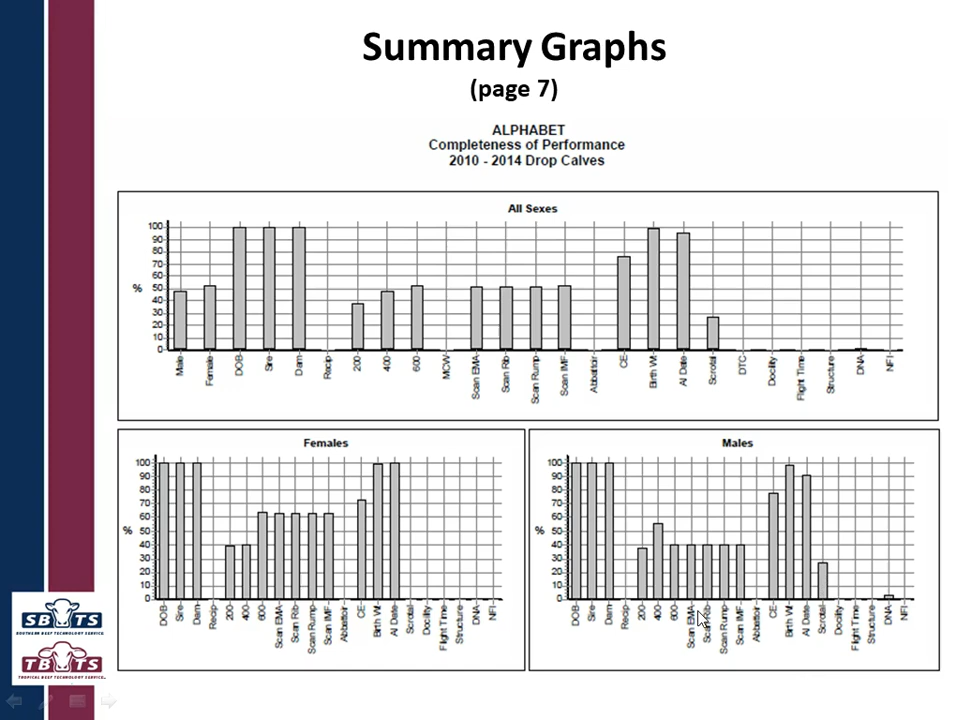 Summary Graphs
(page 7)
ALPHABET
Completeness of Performance
2010 - 2014 Drop Calves
All Sexes
100
90
80
70
60
50
40
30
20
10
0
%
Male
Female
DOB
Sire
Dam
Recip
200
400
600
MCW
Scan EMA
Scan Rib
Scan Rump
Scan IMF
Abbattoir
CE
Birth Wt
AI Date
Scrotal
DTC
Docility
Flight Time
Structure
DNA
NFI
Females
100
90
80
70
60
50
40
30
20
10
0
%
DOB
Sire
Dam
Recip
200
400
600
Scan EMA
Scan Rib
Scan Rump
Scan IMF
Abbattoir
CE
Birth Wt
AI Date
Scrotal
Docility
Flight Time
Structure
DNA
NFI
Males
100
90
80
70
60
50
40
30
20
10
0
%
DOB
Sire
Dam
Recip
200
400
600
Scan EMA
Scan Rib
Scan Rump
Scan IMF
Abbattoir
CE
Birth Wt
AI Date
Scrotal
Docility
Flight Time
Structure
DNA
NFI
SBTS
SOUTHERN BEEF TECHNOLOGY SERVICES
TBTS
TROPICAL BEEF TECHNOLOGY SERVICES